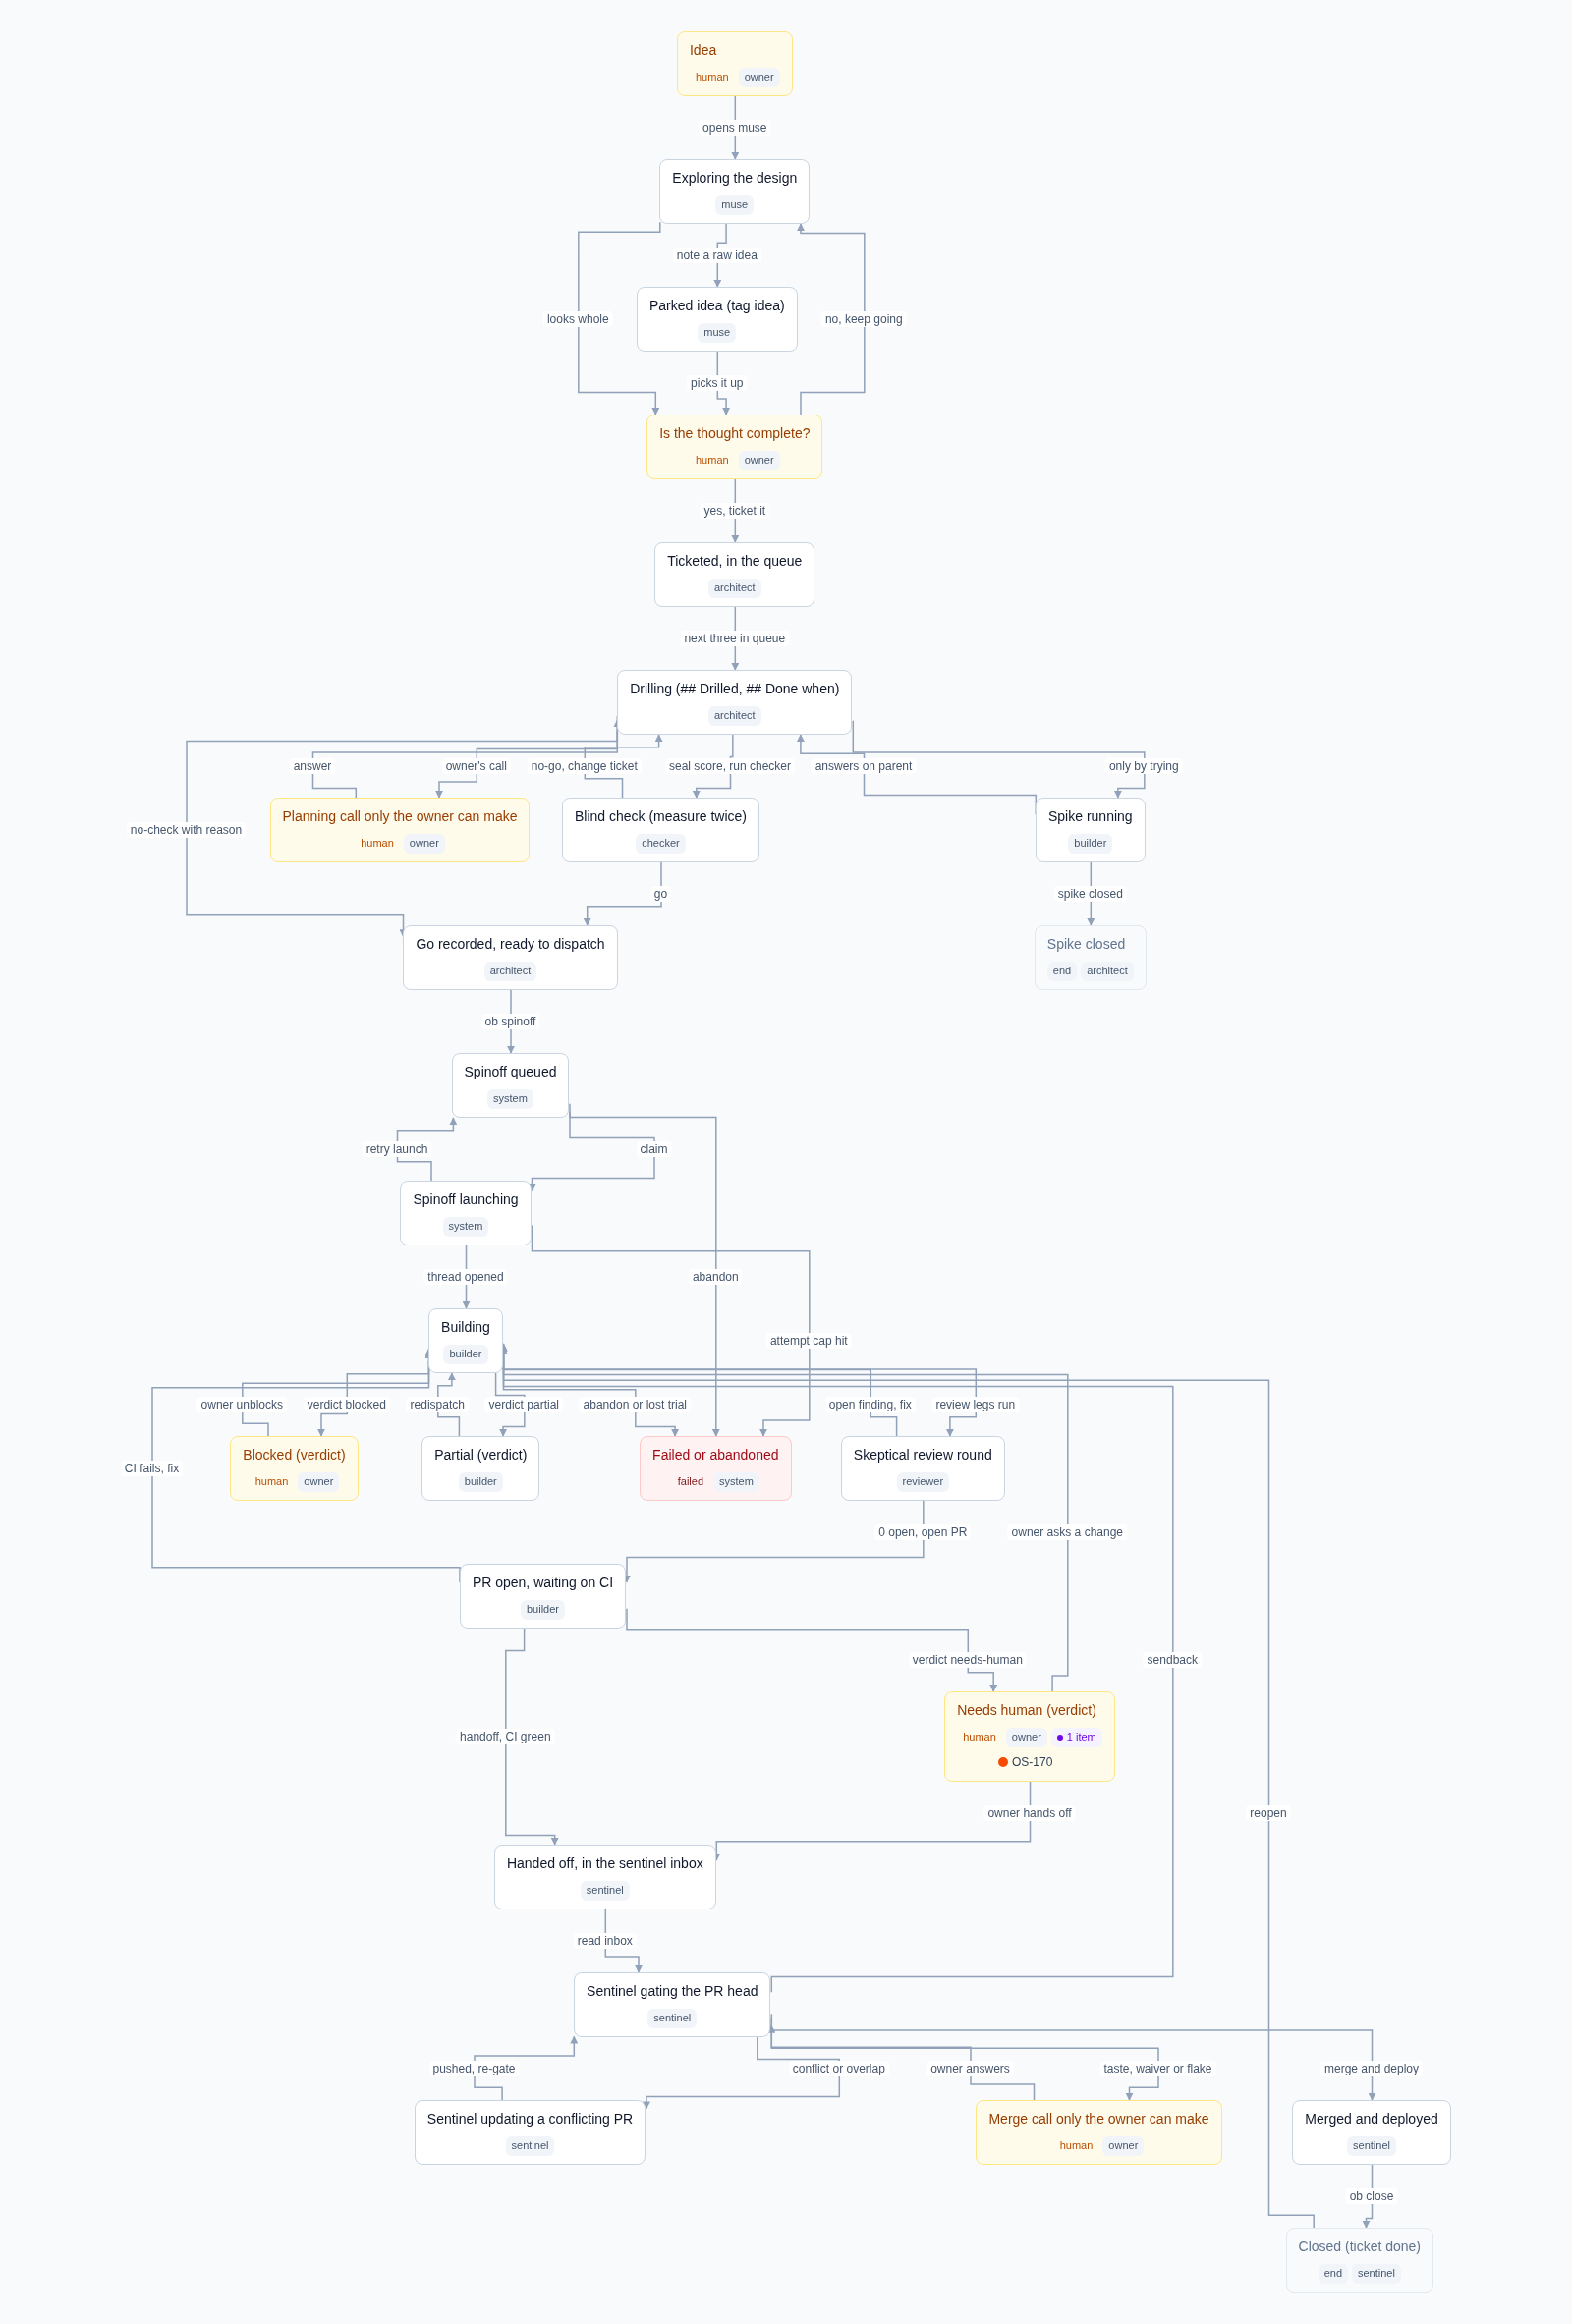 Idea
human owner
opens muse
Exploring the design
muse
note a raw idea
Parked idea (tag idea)
muse
looks whole
no, keep going
picks it up
Is the thought complete?
human owner
yes, ticket it
Ticketed, in the queue
architect
next three in queue
Drilling (## Drilled, ## Done when)
architect
answer
owner's call
no-go, change ticket
seal score, run checker
answers on parent
only by trying
Planning call only the owner can make
human owner
Blind check (measure twice)
checker
Spike running
builder
no-check with reason
go
spike closed
Go recorded, ready to dispatch
architect
Spike closed
end architect
ob spinoff
Spinoff queued
system
retry launch
claim
Spinoff launching
system
thread opened
abandon
Building
builder
attempt cap hit
owner unblocks
verdict blocked
redispatch
verdict partial
abandon or lost trial
open finding, fix
review legs run
Blocked (verdict)
human owner
Partial (verdict)
builder
Failed or abandoned
failed system
Skeptical review round
reviewer
CI fails, fix
0 open, open PR
owner asks a change
PR open, waiting on CI
builder
verdict needs-human
sendback
Needs human (verdict)
human owner 1 item
OS-170
handoff, CI green
owner hands off
reopen
Handed off, in the sentinel inbox
sentinel
read inbox
Sentinel gating the PR head
sentinel
pushed, re-gate
conflict or overlap
owner answers
taste, waiver or flake
merge and deploy
Sentinel updating a conflicting PR
sentinel
Merge call only the owner can make
human owner
Merged and deployed
sentinel
ob close
Closed (ticket done)
end sentinel